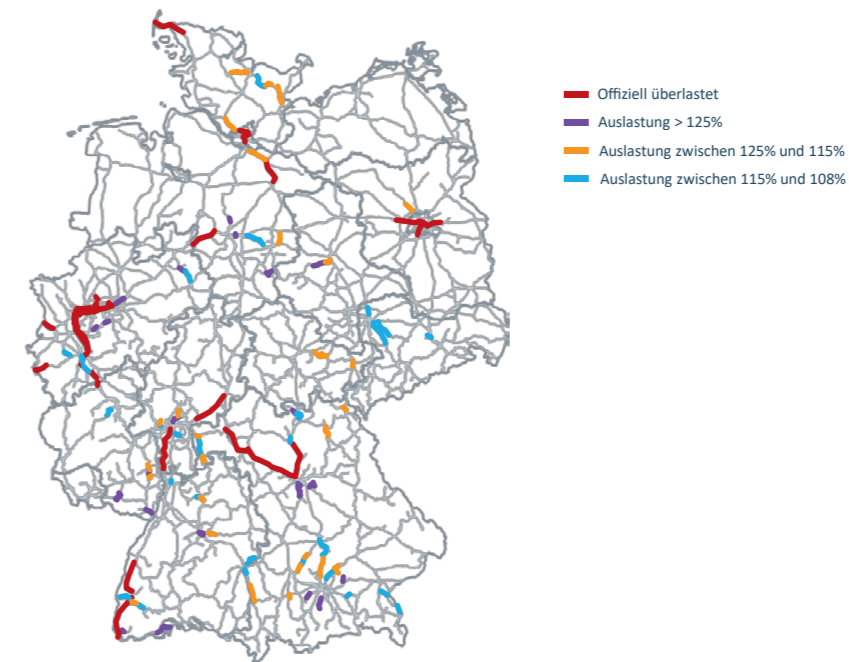 Offiziell überlastet
Auslastung > 125%
Auslastung zwischen 125% und 115%
Auslastung zwischen 115% und 108%